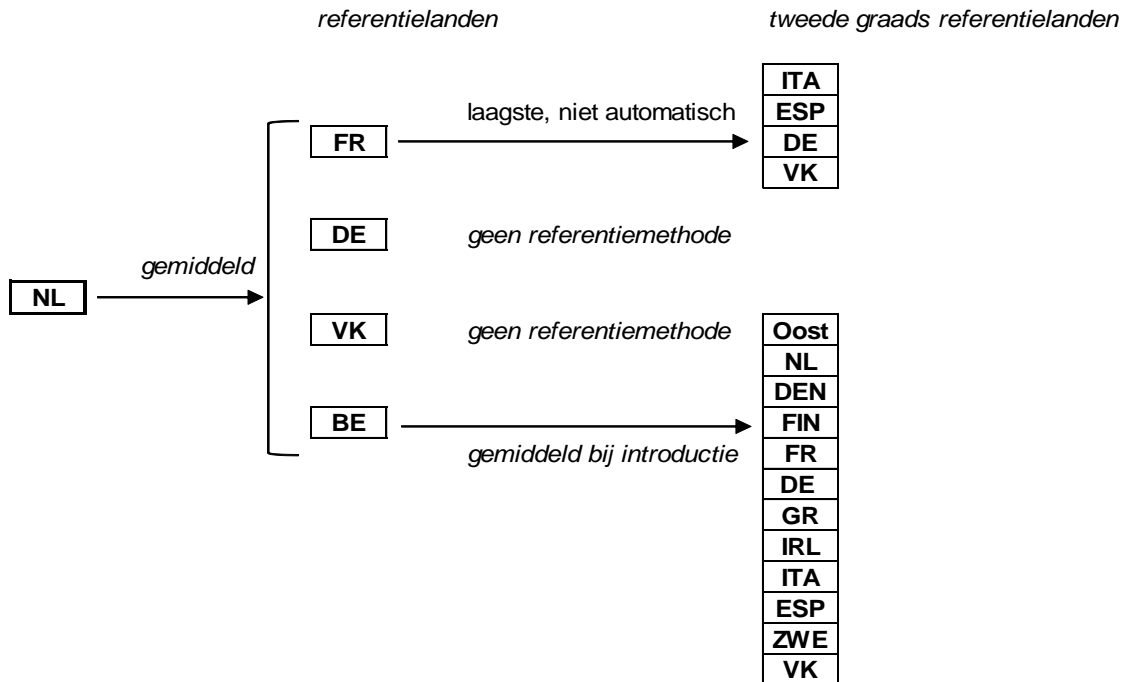 referentielanden
tweede graads referentielanden
NL
gemiddeld
FR
laagste, niet automatisch
ITA
ESP
DE
VK
DE
geen referentiemethode
VK
geen referentiemethode
BE
gemiddeld bij introductie
Oost
NL
DEN
FIN
FR
DE
GR
IRL
ITA
ESP
ZWE
VK